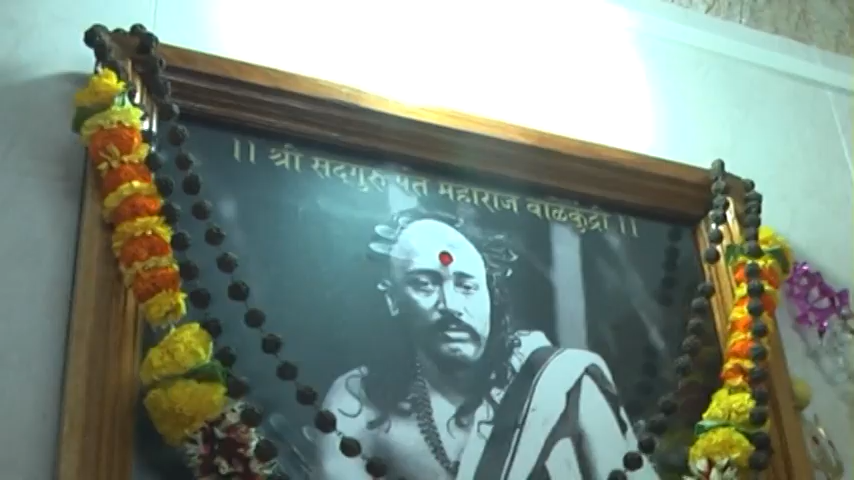 ।। श्री सद्गुरु पंत महाराज बाळेकुंद्री ।।